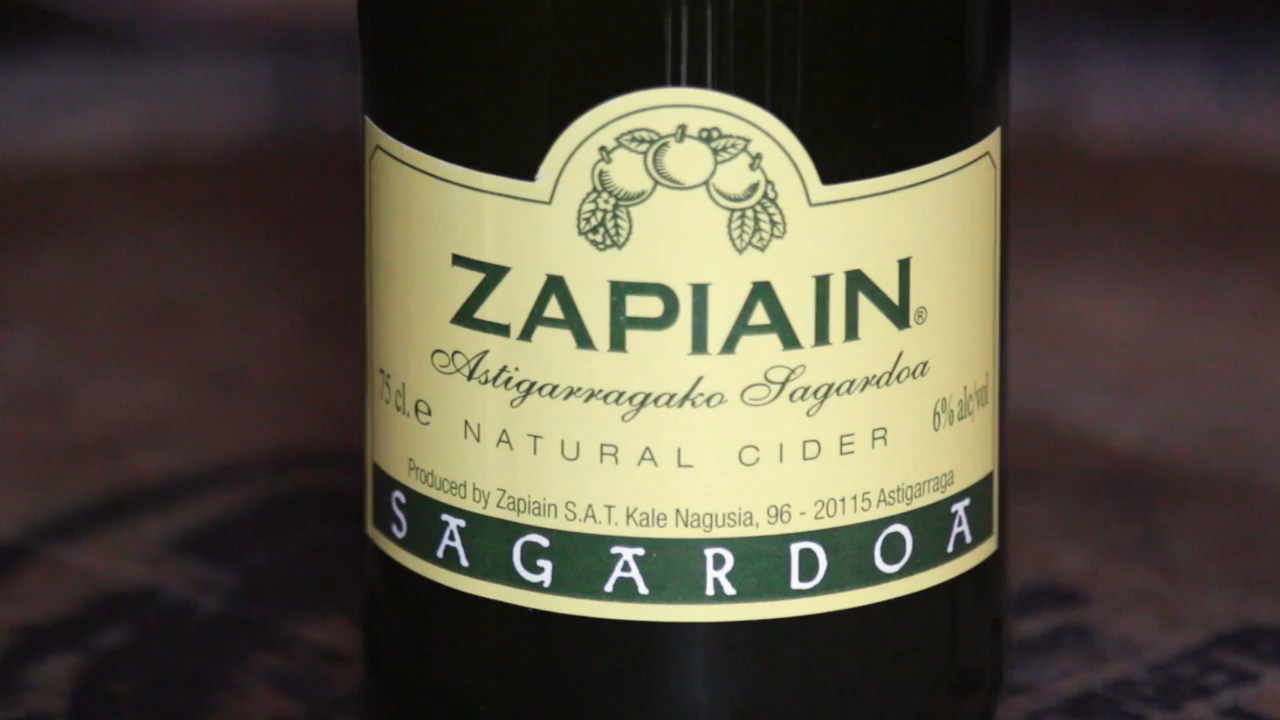 ZAPIAIN®
Astigarragako Sagardoa
75 cl. e
6% alc/vol
NATURAL CIDER
Produced by Zapiain S.A.T. Kale Nagusia, 96 - 20115 Astigarraga
SAGARDOA